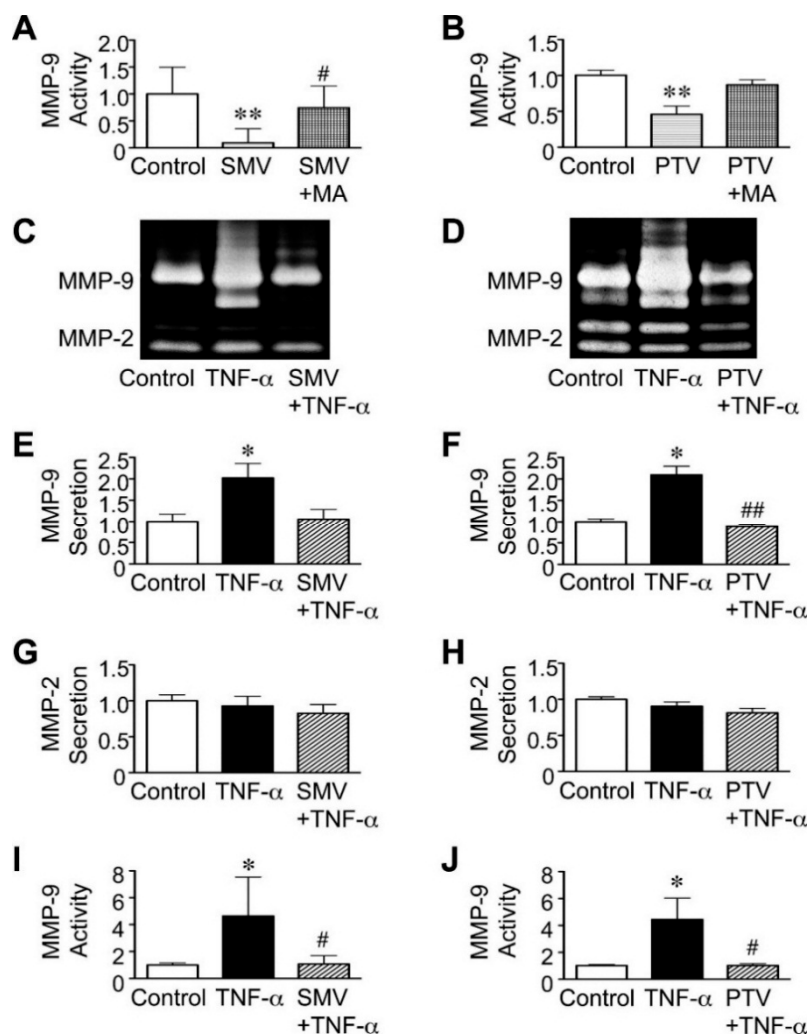 A
MMP-9
Activity
2.0
1.5
1.0
0.5
0
**
#
Control
SMV
SMV
+MA
B
MMP-9
Activity
1.5
1.0
0.5
0
**
Control
PTV
PTV
+MA
C
MMP-9
MMP-2
Control
TNF-α
SMV
+TNF-α
D
MMP-9
MMP-2
Control
TNF-α
PTV
+TNF-α
E
MMP-9
Secretion
2.5
2.0
1.5
1.0
0.5
0
*
Control
TNF-α
SMV
+TNF-α
F
MMP-9
Secretion
2.5
2.0
1.5
1.0
0.5
0
*
##
Control
TNF-α
PTV
+TNF-α
G
MMP-2
Secretion
1.5
1.0
0.5
0
Control
TNF-α
SMV
+TNF-α
H
MMP-2
Secretion
1.5
1.0
0.5
0
Control
TNF-α
PTV
+TNF-α
I
MMP-9
Activity
8
6
4
2
0
*
#
Control
TNF-α
SMV
+TNF-α
J
MMP-9
Activity
8
6
4
2
0
*
#
Control
TNF-α
PTV
+TNF-α